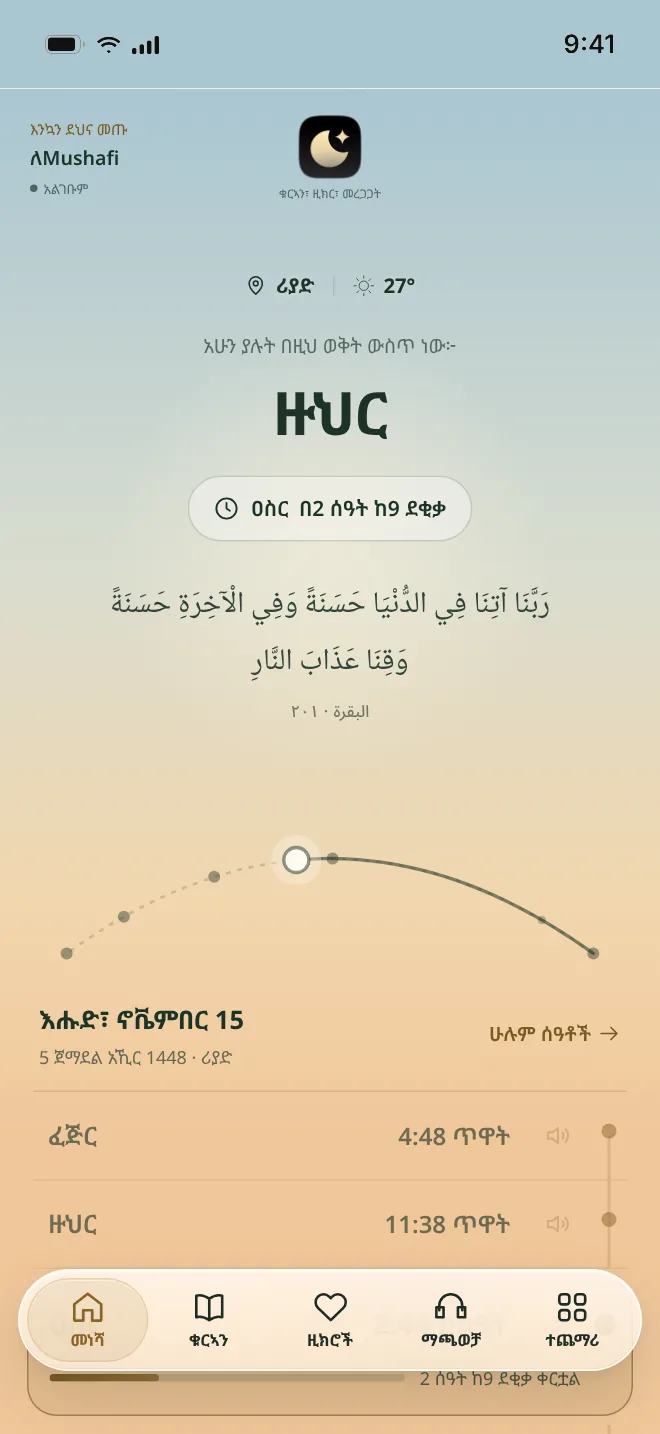 9:41
እንኳን ደህና መጡ
ለMushafi
አልገቡም
ቁርኣን፣ ዚክር፣ መረጋጋት
ሪያድ
27°
አሁን ያሉት በዚህ ወቅት ውስጥ ነው፦
ዙህር
ዐስር በ2 ሰዓት ከ9 ደቂቃ
رَبَّنَا آتِنَا فِي الدُّنْيَا حَسَنَةً وَفِي الْآخِرَةِ حَسَنَةً
وَقِنَا عَذَابَ النَّارِ
البقرة · ٢٠١
እሑድ፣ ኖቬምበር 15
5 ጀማደል አኺር 1448 · ሪያድ
ሁሉም ሰዓቶች →
ፈጅር 4:48 ጥዋት
ዙህር 11:38 ጥዋት
መነሻ
ቁርኣን
ዚክሮች
ማጫወቻ
ተጨማሪ
2 ሰዓት ከ9 ደቂቃ ቀርቷል